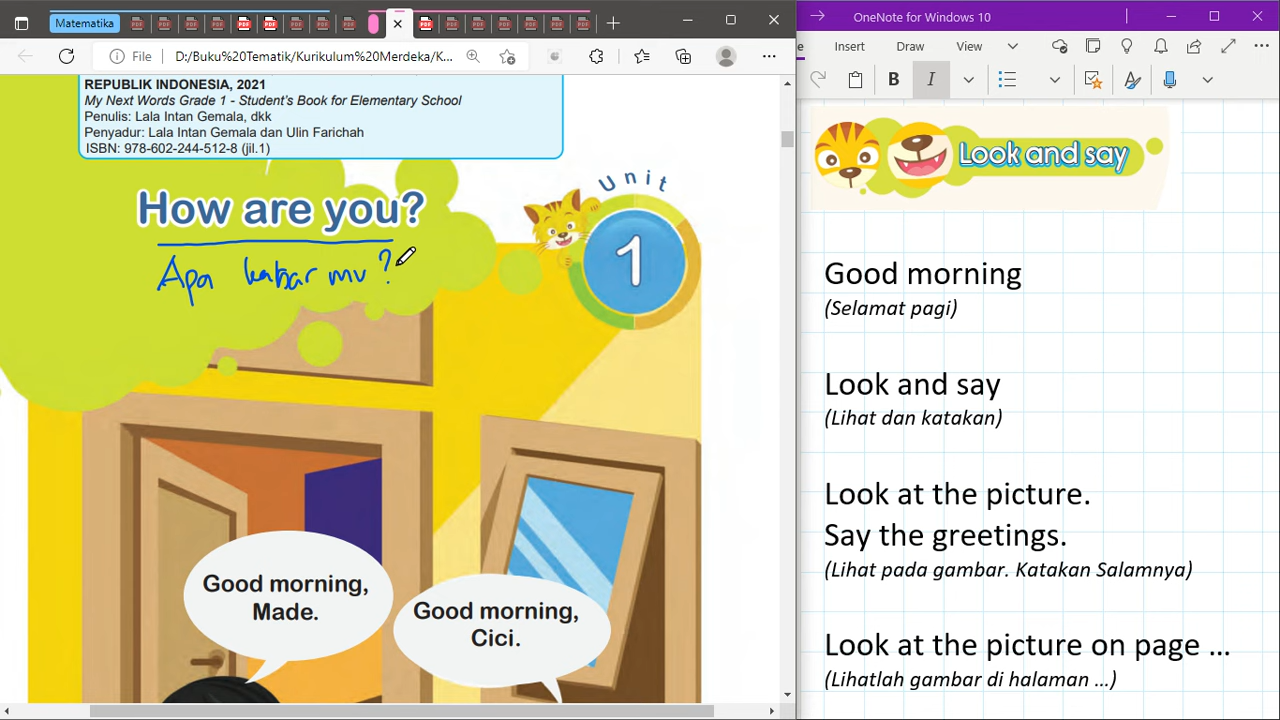 Matematika
File
D:/Buku%20Tematik/Kurikulum%20Merdeka/K...
REPUBLIK INDONESIA, 2021
My Next Words Grade 1 - Student's Book for Elementary School
Penulis: Lala Intan Gemala, dkk
Penyadur: Lala Intan Gemala dan Ulin Farichah
ISBN: 978-602-244-512-8 (jil.1)
How are you?
Unit
1
Apa kabar mu?
Good morning,
Made.
Good morning,
Cici.
OneNote for Windows 10
e Insert Draw View
B I
Look and say
Good morning
(Selamat pagi)
Look and say
(Lihat dan katakan)
Look at the picture.
Say the greetings.
(Lihat pada gambar. Katakan Salamnya)
Look at the picture on page ...
(Lihatlah gambar di halaman ...)